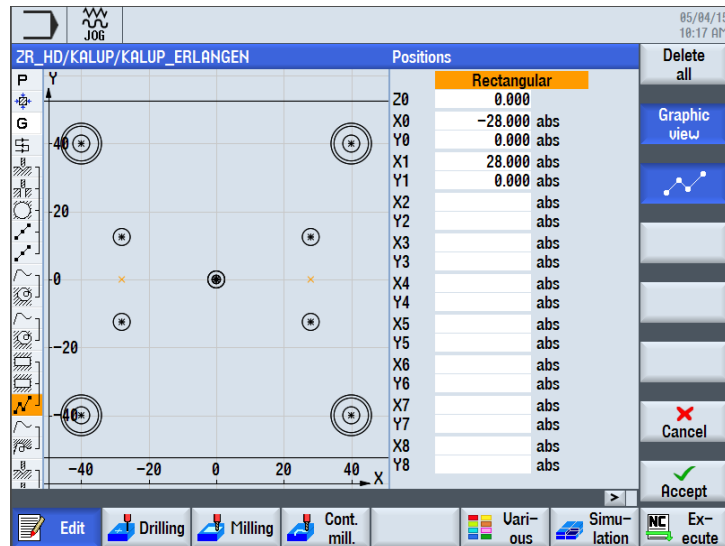 JOG
05/04/15
10:17 AM
ZR_HD/KALUP/KALUP_ERLANGEN
Positions
Delete
all
P
Y
Rectangular
Z0 0.000
G
X0 -28.000 abs
Graphic
view
40
Y0 0.000 abs
X1 28.000 abs
Y1 0.000 abs
X2 abs
20
Y2 abs
X3 abs
Y3 abs
0
X4 abs
Y4 abs
X5 abs
Y5 abs
-20
X6 abs
Y6 abs
X7 abs
-40
Y7 abs
Cancel
X8 abs
-40 -20 0 20 40 X
Y8 abs
Accept
>
Edit
Drilling
Milling
Cont.
mill.
Vari-
ous
Simu-
lation
NC
Ex-
ecute